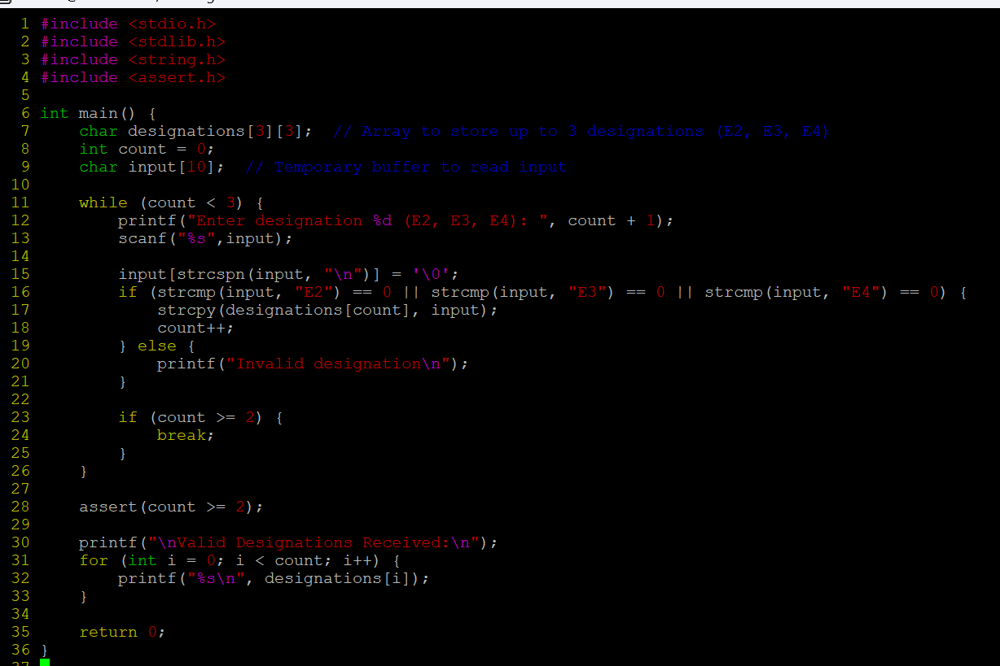 1 #include <stdio.h>
2 #include <stdlib.h>
3 #include <string.h>
4 #include <assert.h>
5
6 int main() {
7     char designations[3][3];  // Array to store up to 3 designations (E2, E3, E4)
8     int count = 0;
9     char input[10];  // Temporary buffer to read input
10
11     while (count < 3) {
12         printf("Enter designation %d (E2, E3, E4): ", count + 1);
13         scanf("%s",input);
14
15         input[strcspn(input, "\n")] = '\0';
16         if (strcmp(input, "E2") == 0 || strcmp(input, "E3") == 0 || strcmp(input, "E4") == 0) {
17             strcpy(designations[count], input);
18             count++;
19         } else {
20             printf("Invalid designation\n");
21         }
22
23         if (count >= 2) {
24             break;
25         }
26     }
27
28     assert(count >= 2);
29
30     printf("\nValid Designations Received:\n");
31     for (int i = 0; i < count; i++) {
32         printf("%s\n", designations[i]);
33     }
34
35     return 0;
36 }
37